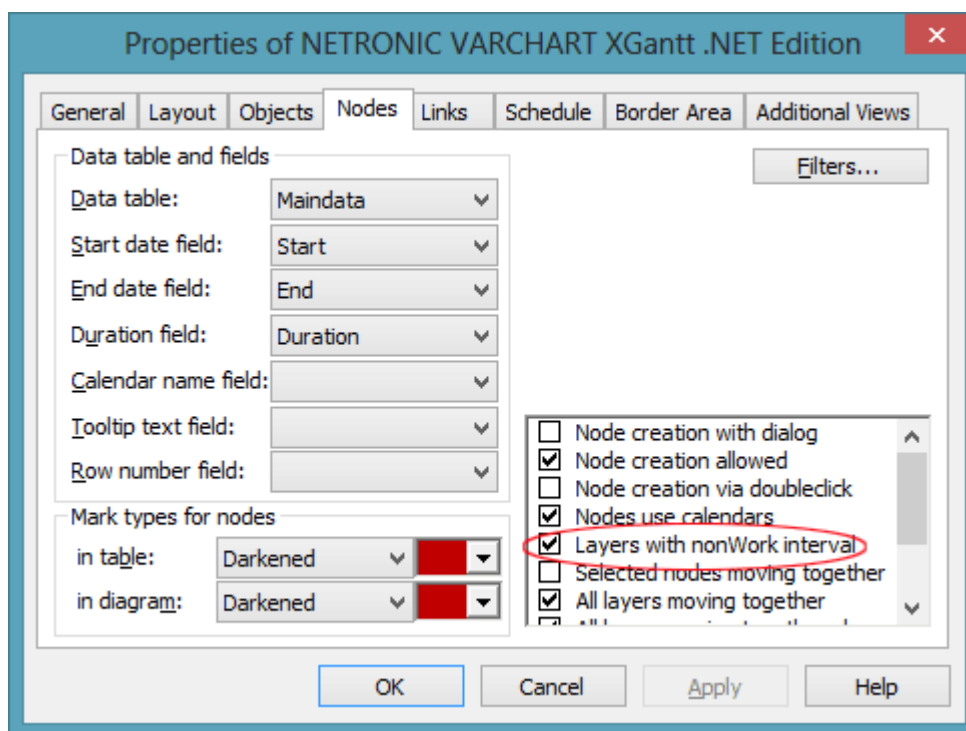 Properties of NETRONIC VARCHART XGantt .NET Edition
General Layout Objects Nodes Links Schedule Border Area Additional Views
Data table and fields
Filters...
Data table: Maindata
Start date field: Start
End date field: End
Duration field: Duration
Calendar name field:
Tooltip text field:
Row number field:
Node creation with dialog
Node creation allowed
Node creation via doubleclick
Nodes use calendars
Layers with nonWork interval
Selected nodes moving together
All layers moving together
Mark types for nodes
in table: Darkened
in diagram: Darkened
OK Cancel Apply Help